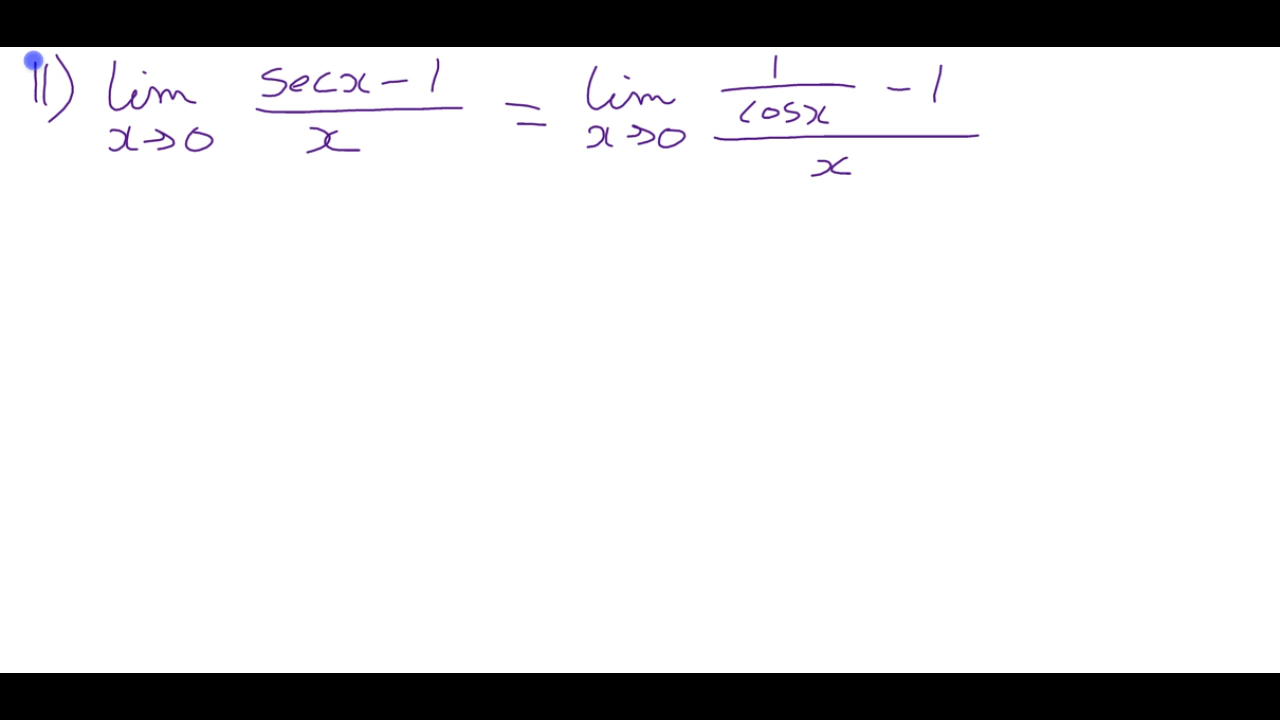 11) lim x→0 (sec x − 1)/x = lim x→0 (1/cos x − 1)/x